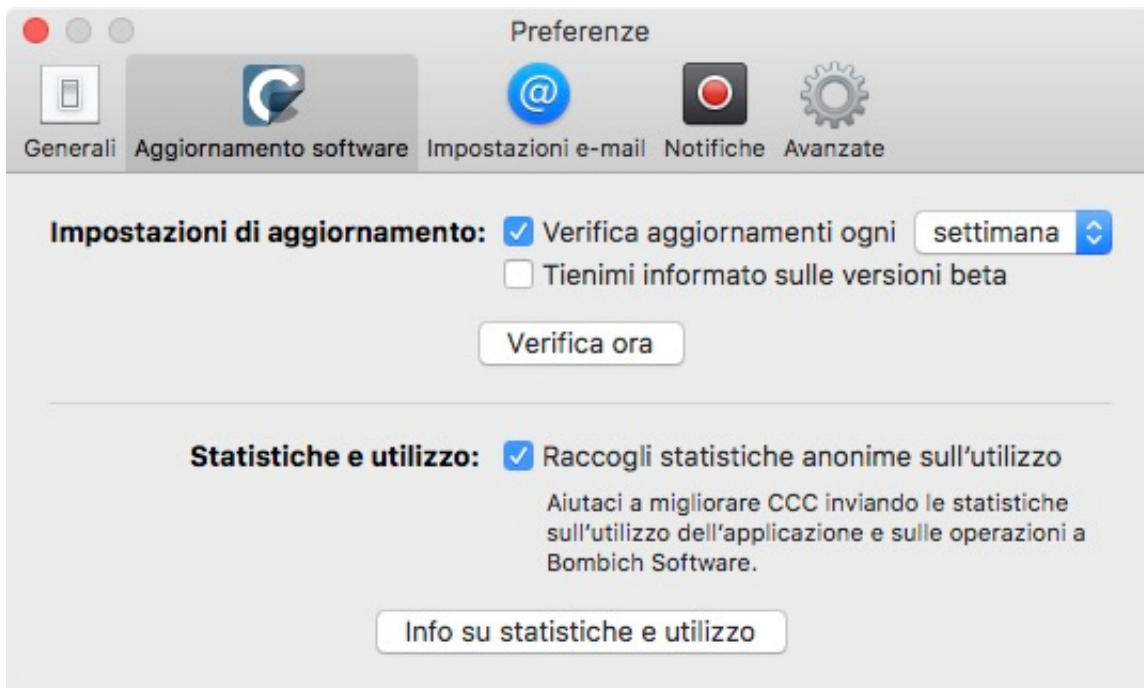 Preferenze
Generali Aggiornamento software Impostazioni e-mail Notifiche Avanzate
Impostazioni di aggiornamento: Verifica aggiornamenti ogni settimana
Tienimi informato sulle versioni beta
Verifica ora
Statistiche e utilizzo: Raccogli statistiche anonime sull'utilizzo
Aiutaci a migliorare CCC inviando le statistiche
sull'utilizzo dell'applicazione e sulle operazioni a
Bombich Software.
Info su statistiche e utilizzo